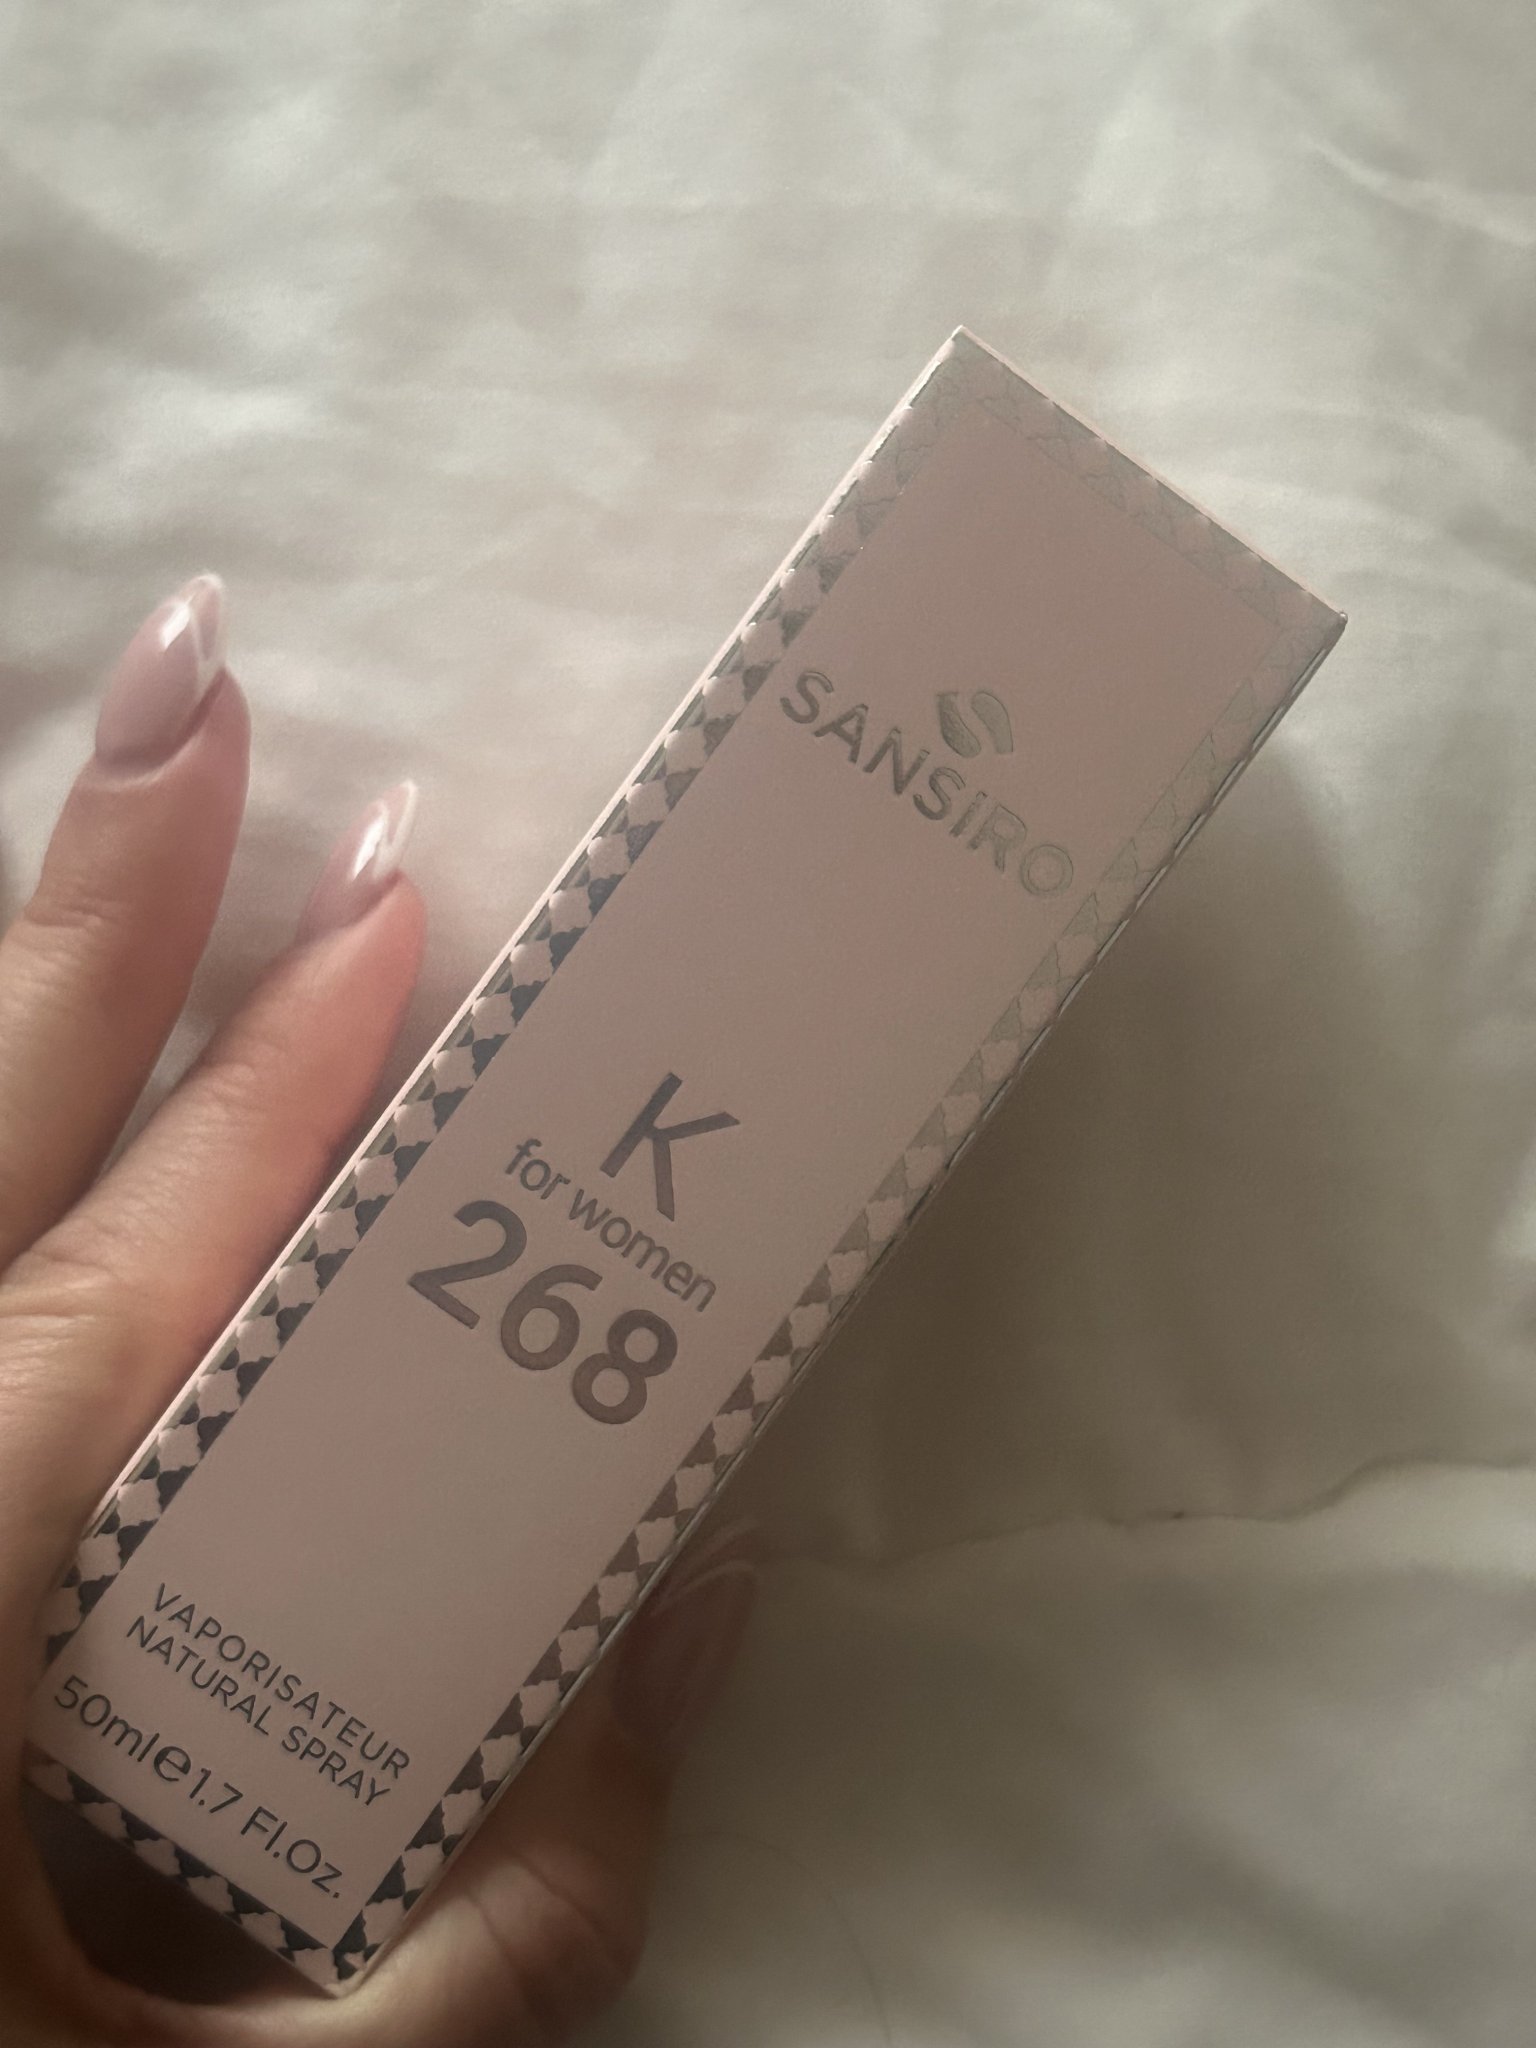 SANSiRO
K
for women
268
VAPORISATEUR
NATURAL SPRAY
50ml℮1.7 Fl.Oz.